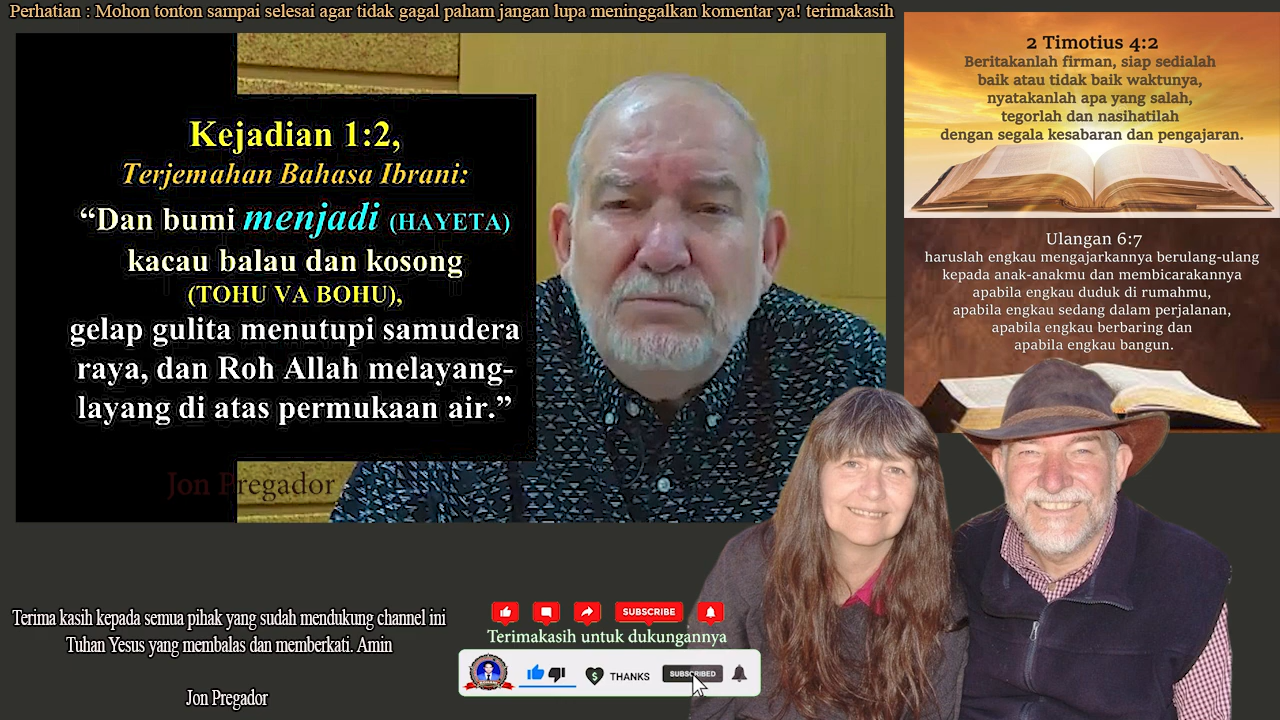 Perhatian : Mohon tonton sampai selesai agar tidak gagal paham jangan lupa meninggalkan komentar ya! terimakasih
Kejadian 1:2,
Terjemahan Bahasa Ibrani:
“Dan bumi menjadi (HAYETA)
kacau balau dan kosong
(TOHU VA BOHU),
gelap gulita menutupi samudera
raya, dan Roh Allah melayang-
layang di atas permukaan air.”
Jon Pregador
2 Timotius 4:2
Beritakanlah firman, siap sedialah
baik atau tidak baik waktunya,
nyatakanlah apa yang salah,
tegorlah dan nasihatilah
dengan segala kesabaran dan pengajaran.
Ulangan 6:7
haruslah engkau mengajarkannya berulang-ulang
kepada anak-anakmu dan membicarakannya
apabila engkau duduk di rumahmu,
apabila engkau sedang dalam perjalanan,
apabila engkau berbaring dan
apabila engkau bangun.
Terima kasih kepada semua pihak yang sudah mendukung channel ini
Tuhan Yesus yang membalas dan memberkati. Amin
Jon Pregador
SUBSCRIBE
Terimakasih untuk dukungannya
THANKS
SUBSCRIBED